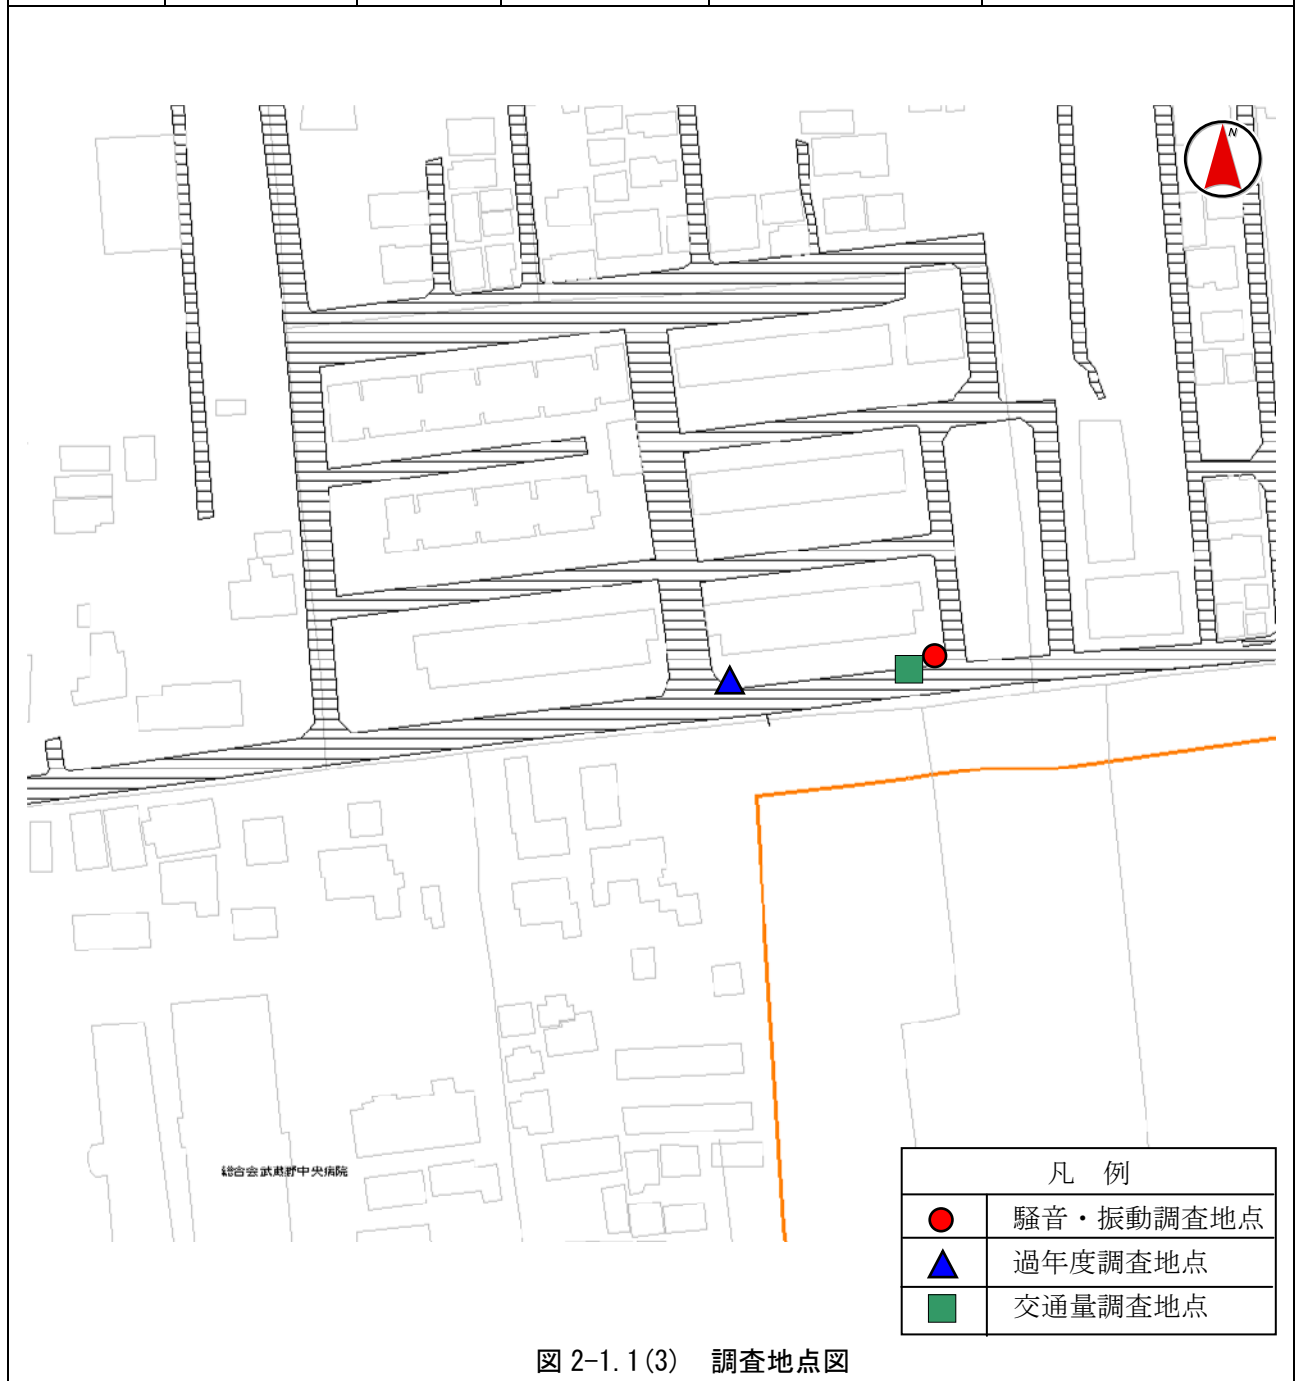 N
総合会武蔵野中央病院
凡 例
騒音・振動調査地点
過年度調査地点
交通量調査地点
図 2-1.1(3) 調査地点図